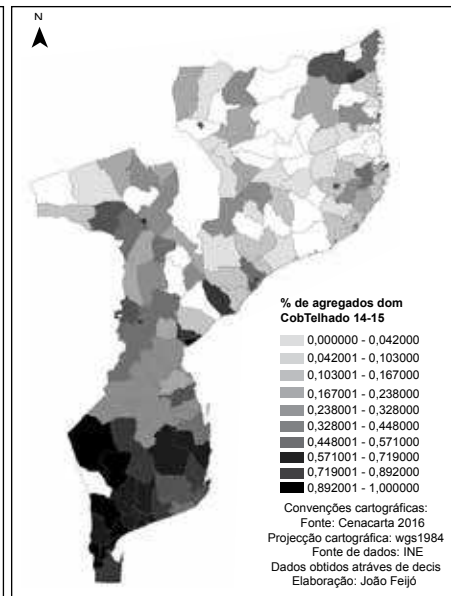 N
% de agregados dom
CobTelhado 14-15
0,000000 - 0,042000
0,042001 - 0,103000
0,103001 - 0,167000
0,167001 - 0,238000
0,238001 - 0,328000
0,328001 - 0,448000
0,448001 - 0,571000
0,571001 - 0,719000
0,719001 - 0,892000
0,892001 - 1,000000
Convenções cartográficas:
Fonte: Cenacarta 2016
Projecção cartográfica: wgs1984
Fonte de dados: INE
Dados obtidos atráves de decis
Elaboração: João Feijó